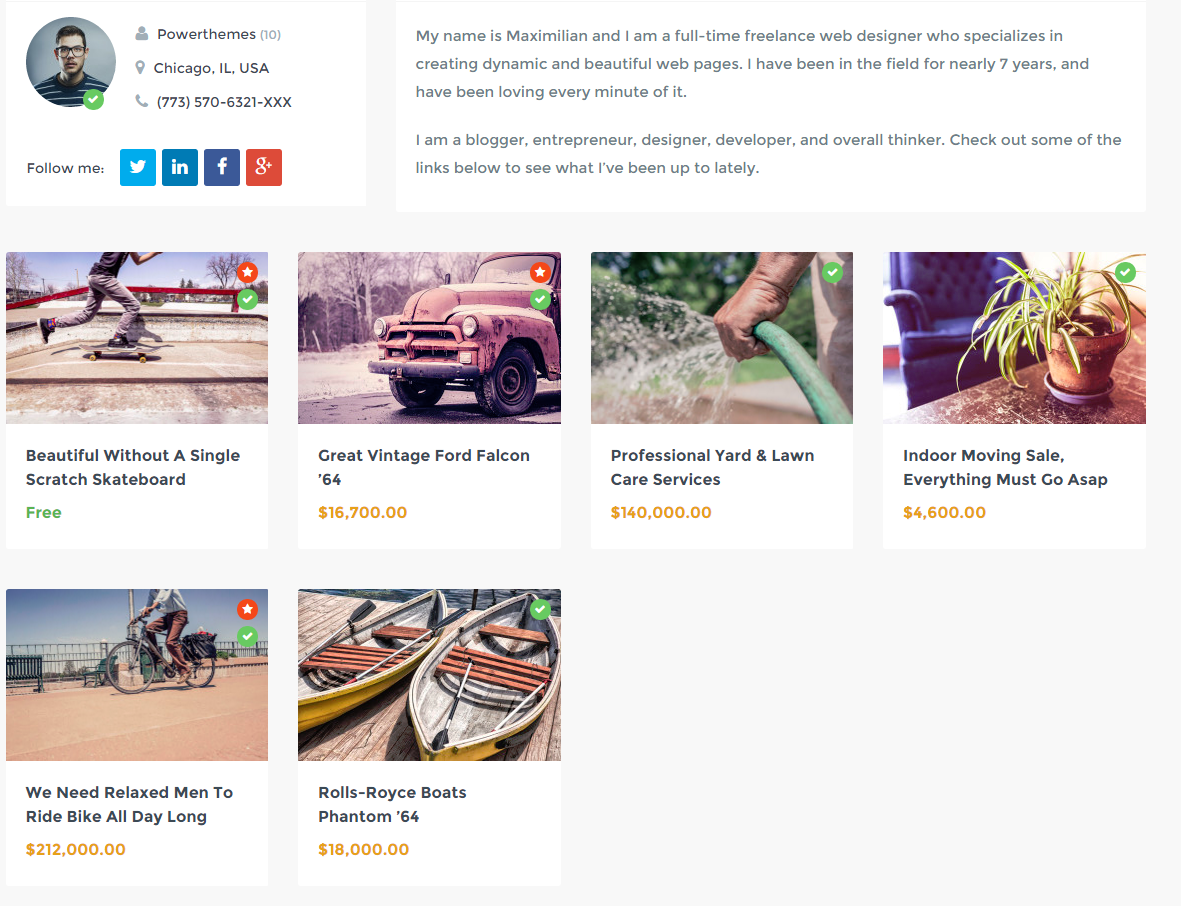 Powerthemes (10)
Chicago, IL, USA
(773) 570-6321-XXX
Follow me:
My name is Maximilian and I am a full-time freelance web designer who specializes in
creating dynamic and beautiful web pages. I have been in the field for nearly 7 years, and
have been loving every minute of it.
I am a blogger, entrepreneur, designer, developer, and overall thinker. Check out some of the
links below to see what I’ve been up to lately.
Beautiful Without A Single
Scratch Skateboard
Free
Great Vintage Ford Falcon
’64
$16,700.00
Professional Yard & Lawn
Care Services
$140,000.00
Indoor Moving Sale,
Everything Must Go Asap
$4,600.00
We Need Relaxed Men To
Ride Bike All Day Long
$212,000.00
Rolls-Royce Boats
Phantom ’64
$18,000.00